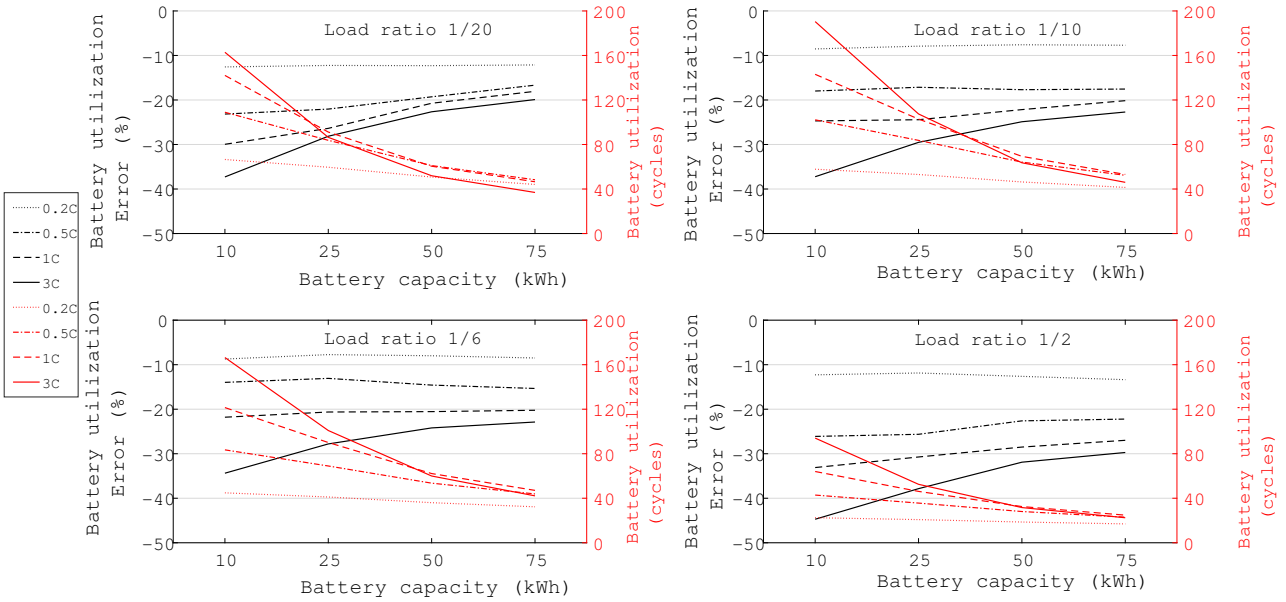 Load ratio 1/20
0
−10
−20
−30
−40
−50
Battery utilization
Error (%)
200
160
120
80
40
0
Battery utilization
(cycles)
10 25 50 75
Battery capacity (kWh)
Load ratio 1/10
0
−10
−20
−30
−40
−50
Battery utilization
Error (%)
200
160
120
80
40
0
Battery utilization
(cycles)
10 25 50 75
Battery capacity (kWh)
0.2C
0.5C
1C
3C
0.2C
0.5C
1C
3C
Load ratio 1/6
0
−10
−20
−30
−40
−50
Battery utilization
Error (%)
200
160
120
80
40
0
Battery utilization
(cycles)
10 25 50 75
Battery capacity (kWh)
Load ratio 1/2
0
−10
−20
−30
−40
−50
Battery utilization
Error (%)
200
160
120
80
40
0
Battery utilization
(cycles)
10 25 50 75
Battery capacity (kWh)